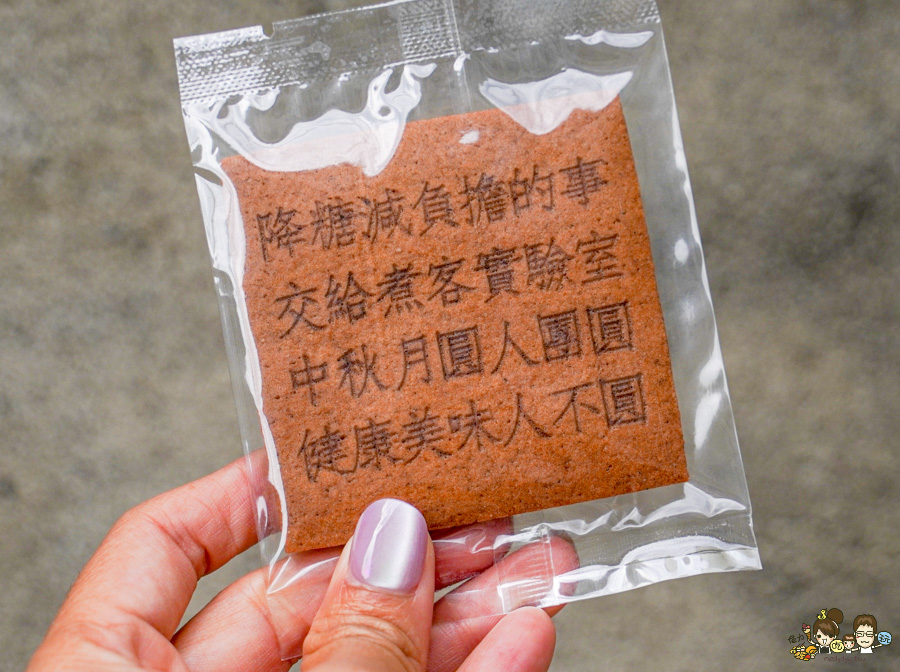 降糖減負擔的事
交給煮客實驗室
中秋月圓人團圓
健康美味人不圓